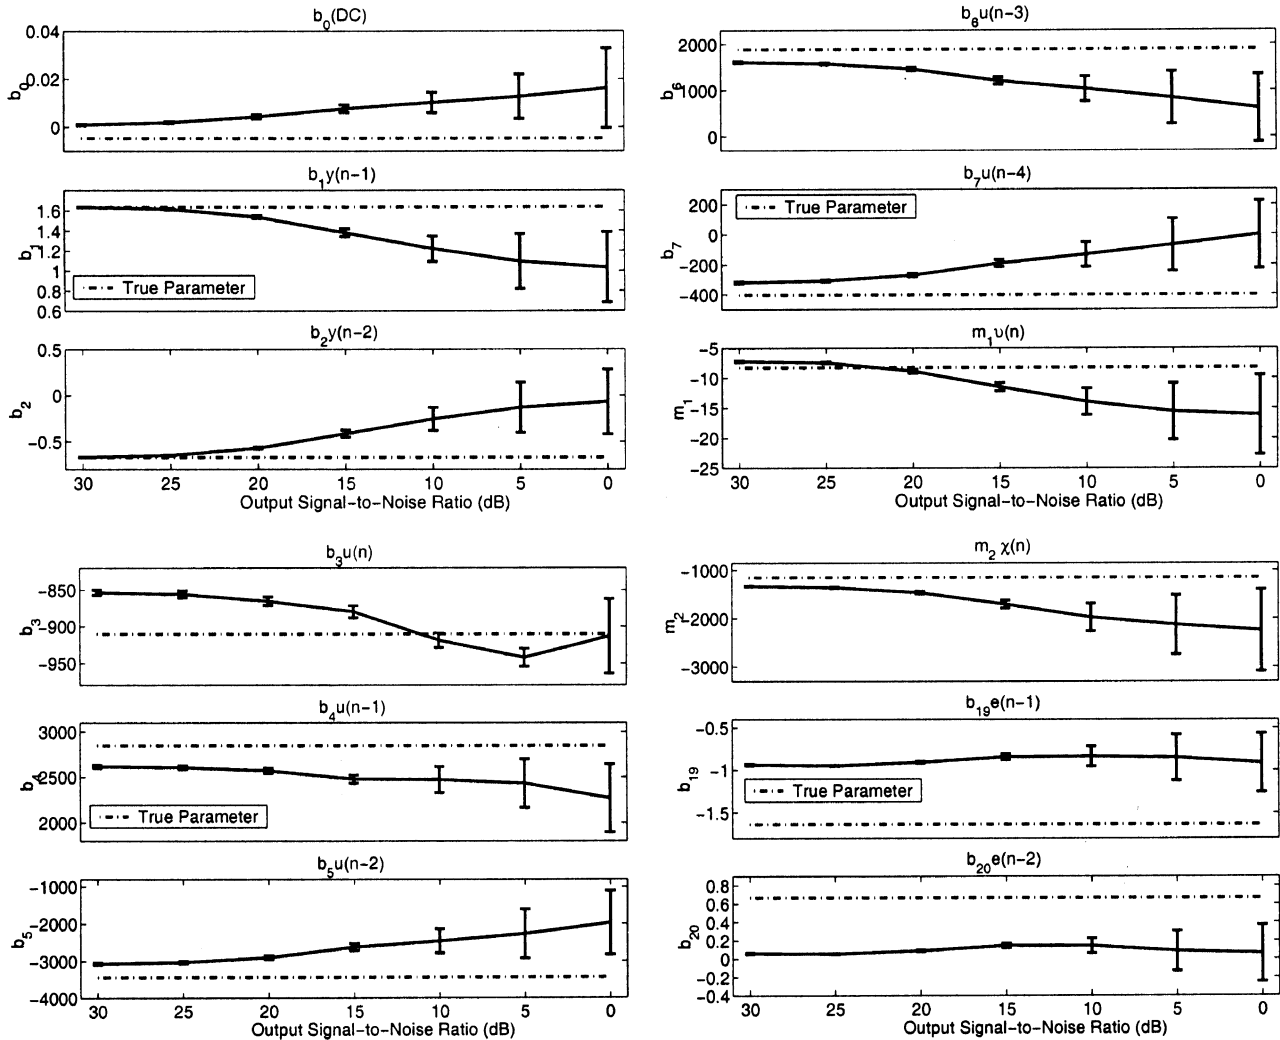 b0(DC)
0.04
0.02
0
b0
b1y(n−1)
1.6
1.4
1.2
1
0.8
0.6
b1
True Parameter
b2y(n−2)
0.5
0
−0.5
b2
30 25 20 15 10 5 0
Output Signal−to−Noise Ratio (dB)
b6u(n−3)
2000
1000
0
b6
b7u(n−4)
200
0
−200
−400
b7
True Parameter
m1υ(n)
−5
−10
−15
−20
−25
m1
30 25 20 15 10 5 0
Output Signal−to−Noise Ratio (dB)
b3u(n)
−850
−900
−950
b3
b4u(n−1)
3000
2500
2000
b4
True Parameter
b5u(n−2)
−1000
−2000
−3000
−4000
b5
30 25 20 15 10 5 0
Output Signal−to−Noise Ratio (dB)
m2 χ(n)
−1000
−2000
−3000
m2
b19e(n−1)
−0.5
−1
−1.5
b19
True Parameter
b20e(n−2)
0.8
0.6
0.4
0.2
0
−0.2
−0.4
b20
30 25 20 15 10 5 0
Output Signal−to−Noise Ratio (dB)